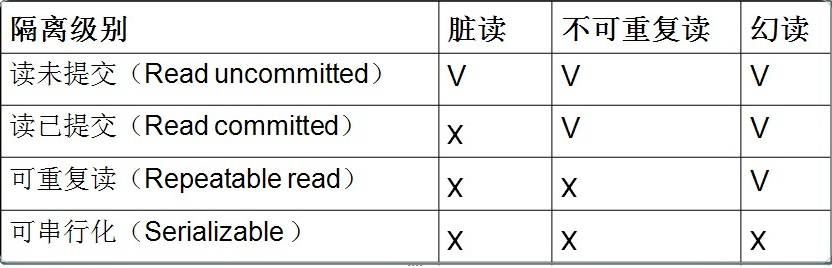 隔离级别 脏读 不可重复读 幻读
读未提交（Read uncommitted） V V V
读已提交（Read committed） X V V
可重复读（Repeatable read） X X V
可串行化（Serializable ） X X X